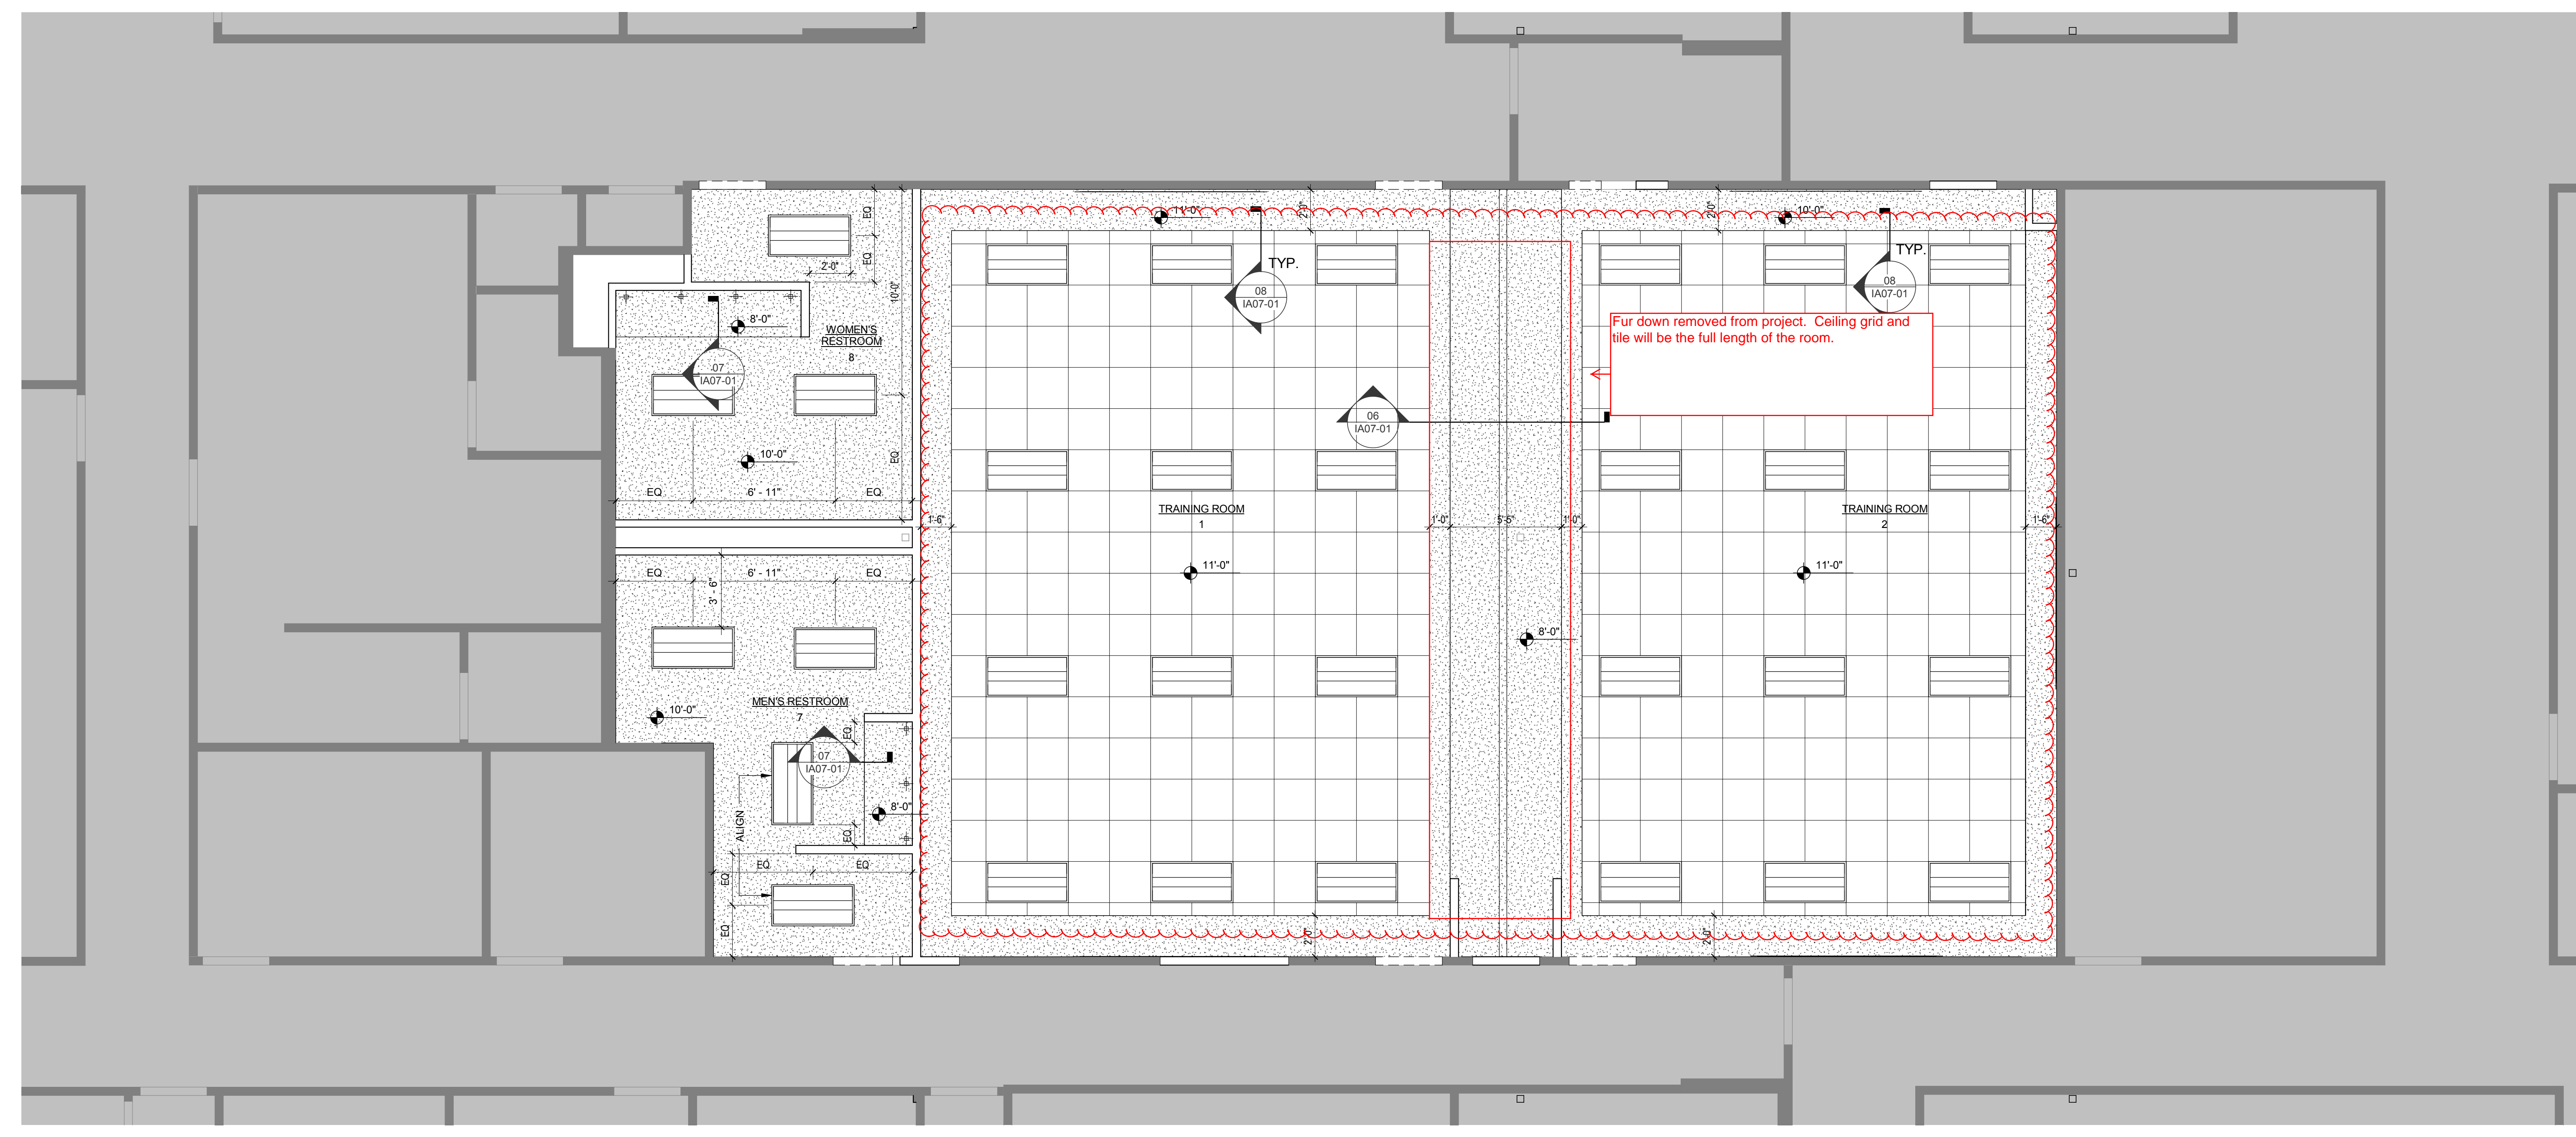 EQ
11'-0"
2'-0"
2'-0"
10'-0"
TYP.
TYP.
EQ
2'-0"
08
IA07-01
08
IA07-01
10'-0"
8'-0"
WOMEN'S
RESTROOM
8
Fur down removed from project.  Ceiling grid and
tile will be the full length of the room.
07
IA07-01
06
IA07-01
10'-0"
EQ
EQ
6' - 11"
EQ
TRAINING ROOM
1
TRAINING ROOM
2
1'-6"
1'-0"
5'-5"
1'-0"
1'-6"
EQ
6' - 11"
EQ
3' - 6"
11'-0"
11'-0"
8'-0"
MEN'S RESTROOM
7
10'-0"
EQ
07
IA07-01
8'-0"
ALIGN
EQ
EQ
EQ
EQ
EQ
2'-0"
2'-0"